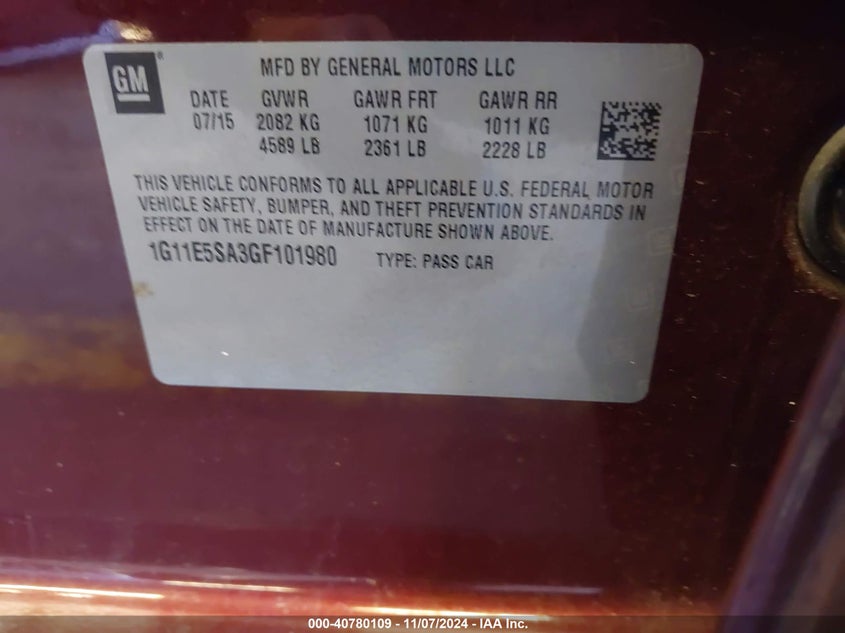 GM®
MFD BY GENERAL MOTORS LLC
DATE GVWR GAWR FRT GAWR RR
07/15 2082 KG 1071 KG 1011 KG
4589 LB 2361 LB 2228 LB
THIS VEHICLE CONFORMS TO ALL APPLICABLE U.S. FEDERAL MOTOR
VEHICLE SAFETY, BUMPER, AND THEFT PREVENTION STANDARDS IN
EFFECT ON THE DATE OF MANUFACTURE SHOWN ABOVE.
1G11E5SA3GF101980 TYPE: PASS CAR
000-40780109 - 11/07/2024 - IAA Inc.